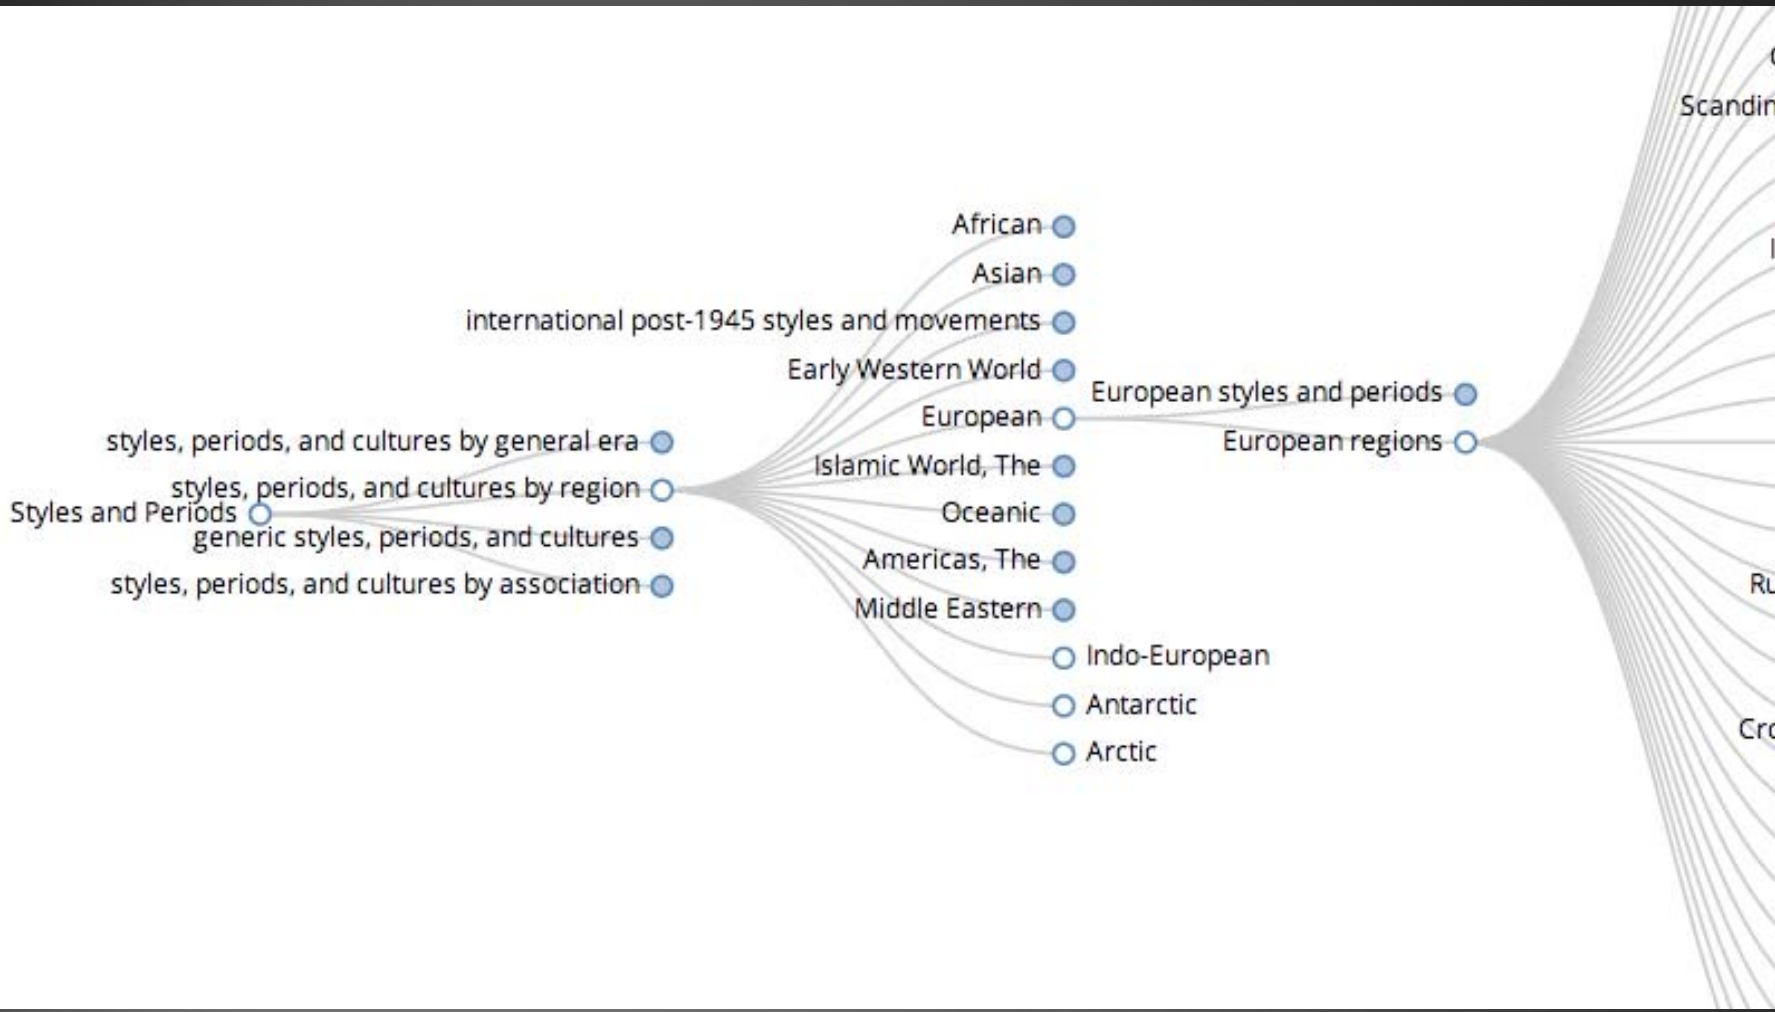 Scandin
African
Asian
international post-1945 styles and movements
Early Western World
European styles and periods
European
styles, periods, and cultures by general era
European regions
Islamic World, The
styles, periods, and cultures by region
Styles and Periods
Oceanic
generic styles, periods, and cultures
Americas, The
styles, periods, and cultures by association
Ru
Middle Eastern
Indo-European
Antarctic
Cro
Arctic